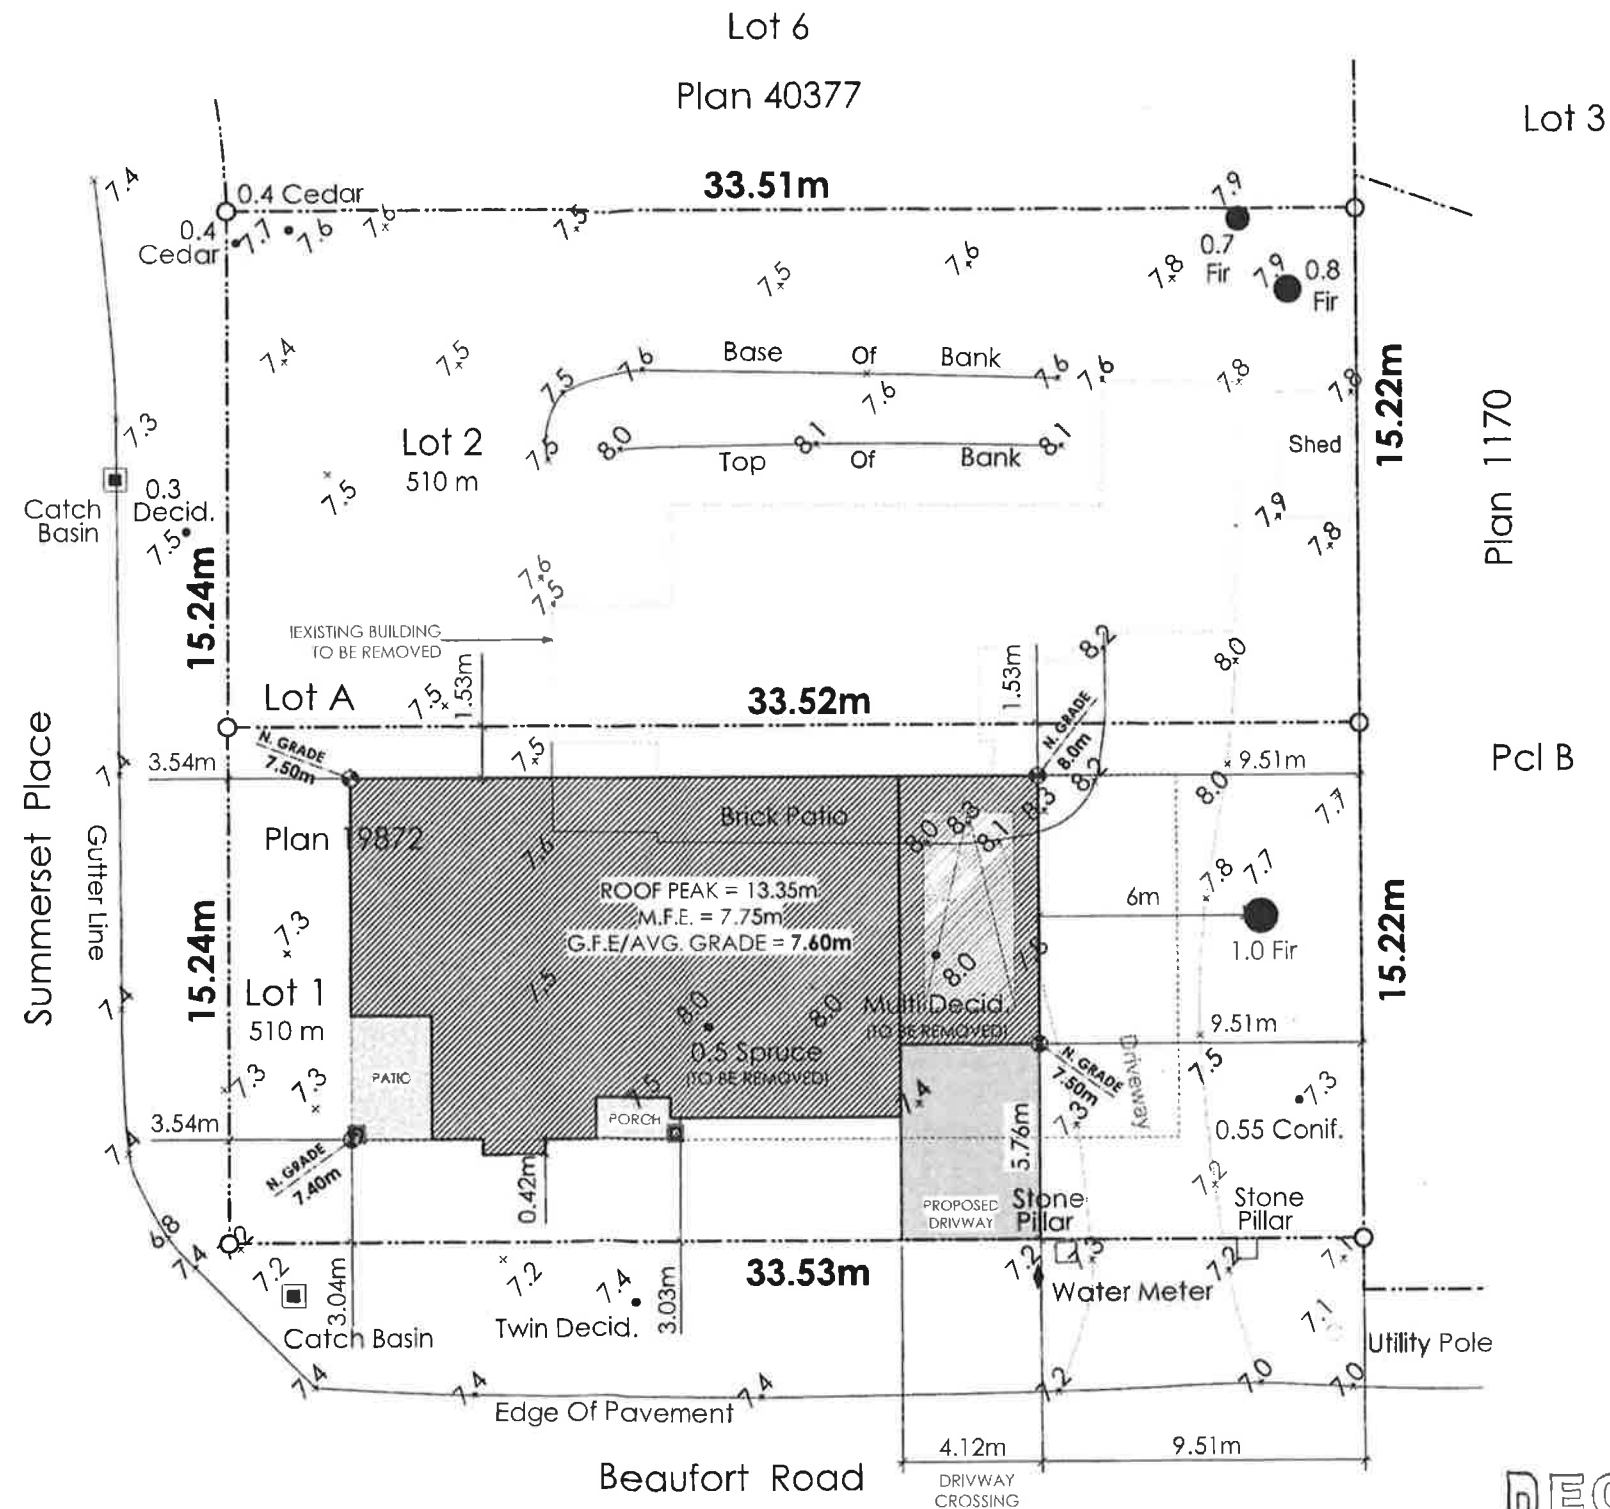 Lot 6
Plan 40377
Lot 3
33.51m
7.4
0.4 Cedar
7.9
0.4
Cedar
7.7
7.6
7.6
7.5
0.7
Fir
7.9
0.8
Fir
7.5
7.6
7.8
7.4
7.5
7.5
7.6
Base Of Bank
7.6
7.6
7.6
7.8
7.8
15.22m
Plan 1170
7.3
Lot 2
510 m
7.5
8.0
8.1
8.1
Top Of Bank
Shed
Catch
Basin
0.3
Decid.
7.5
7.5
7.9
7.8
15.24m
7.6
7.5
EXISTING BUILDING
TO BE REMOVED
1.53m
1.53m
8.2
8.0
Lot A
7.5
33.52m
N. GRADE
7.50m
N. GRADE
8.0m
Summerset Place
7.4
3.54m
7.5
8.2
9.51m
Pcl B
8.0
7.7
Gutter Line
Plan 19872
Brick Patio
8.3
8.0
8.3
8.1
7.6
ROOF PEAK = 13.35m
M.F.E. = 7.75m
G.F.E/AVG. GRADE = 7.60m
6m
7.8
7.7
1.0 Fir
7.3
15.24m
15.22m
Lot 1
510 m
7.4
7.5
8.0
8.0
8.0
Multi Decid.
(TO BE REMOVED)
0.5 Spruce
(TO BE REMOVED)
9.51m
7.3
7.3
PATIO
7.5
PORCH
7.4
N. GRADE
7.50m
7.3
Driveway
7.5
7.3
0.55 Conif.
3.54m
7.4
N. GRADE
7.40m
0.42m
5.76m
7.2
PROPOSED
DRIVWAY
Stone
Pillar
Stone
Pillar
6.8
7.4
7.2
7.2
33.53m
7.2
7.3
7.2
7.1
3.04m
7.2
7.4
3.03m
Water Meter
Catch Basin
Twin Decid.
7.1
Utility Pole
7.4
7.4
7.4
7.2
7.0
7.0
Edge Of Pavement
4.12m
9.51m
Beaufort Road
DRIVWAY
CROSSING